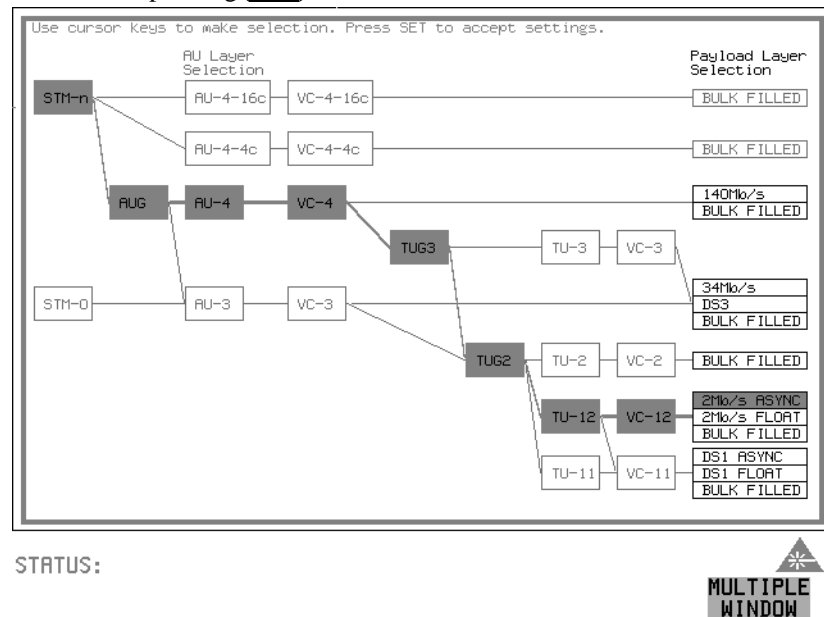 Use cursor keys to make selection. Press SET to accept settings.
AU Layer
Selection
Payload Layer
Selection
STM-n
AU-4-16c
VC-4-16c
BULK FILLED
AU-4-4c
VC-4-4c
BULK FILLED
AUG
AU-4
VC-4
140Mb/s
BULK FILLED
TUG3
TU-3
VC-3
STM-0
AU-3
VC-3
34Mb/s
DS3
BULK FILLED
TUG2
TU-2
VC-2
BULK FILLED
TU-12
VC-12
2Mb/s ASYNC
2Mb/s FLOAT
BULK FILLED
TU-11
VC-11
DS1 ASYNC
DS1 FLOAT
BULK FILLED
STATUS:
MULTIPLE
WINDOW